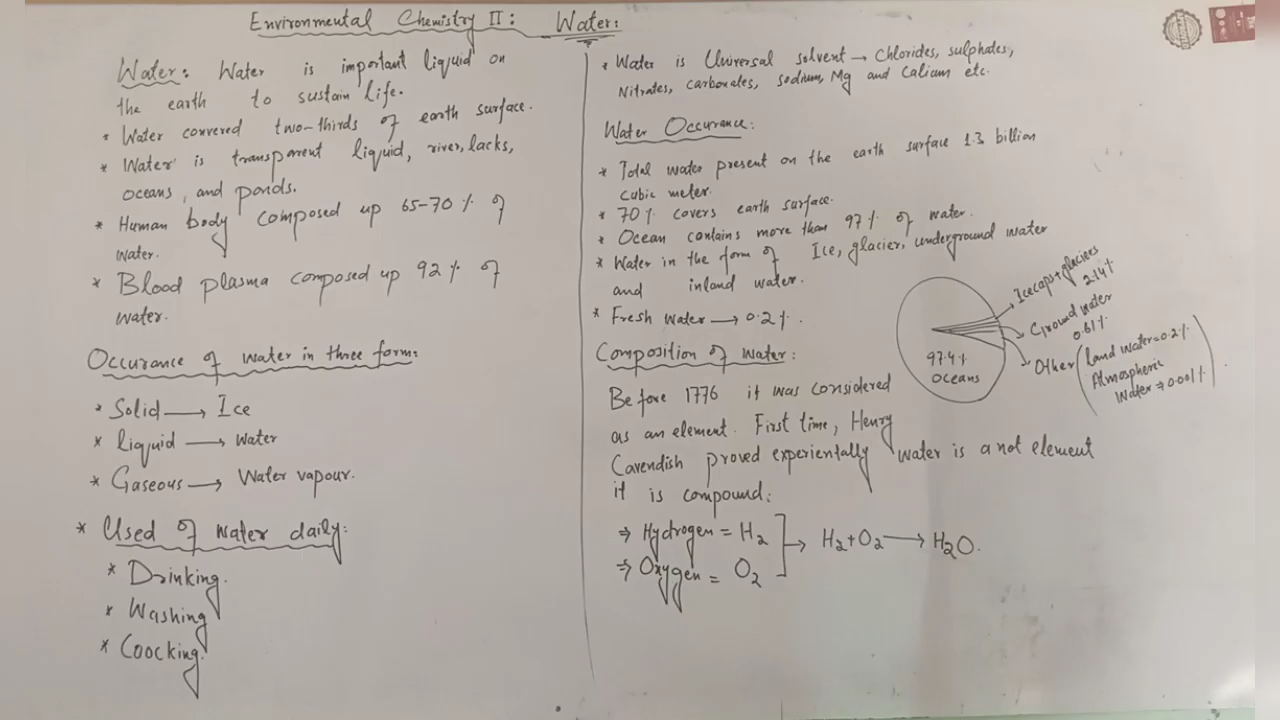 Environmental Chemistry II: Water:
Water: Water is important liquid on
the earth to sustain life.
* Water convered two-thirds of earth surface.
* Water is transparent liquid, river, lacks,
oceans, and ponds.
* Human body composed up 65-70 % of
water.
* Blood plasma composed up 92 % of
water.
Occurance of water in three form:
* Solid → Ice
* liquid → Water
* Gaseous → Water vapour.
* Used of water daily:
* Drinking.
* Washing
* Coocking.
* Water is Universal solvent → Chlorides, sulphates,
Nitrates, carbonates, sodium, Mg and Calicum etc.
Water Occurance:
* Total water present on the earth surface 1.3 billion
cubic meter.
* 70 % covers earth surface.
* Ocean contains more than 97 % of water.
* Water in the form of Ice, glacier, underground water
and inland water.
* Fresh water → 0.2 %.
97.4 %
oceans
Icecaps + glaciers
2.14 %
Ground water
0.61 %
Other (land water = 0.2 %
Atmospheric
Water ⇒ 0.001 %)
Composition of water:
Before 1776 it was considered
as an element. First time, Henry
Cavendish proved experientally water is a not element
it is compound:
⇒ Hydrogen = H₂
⇒ Oxygen = O₂
] → H₂ + O₂ → H₂O.